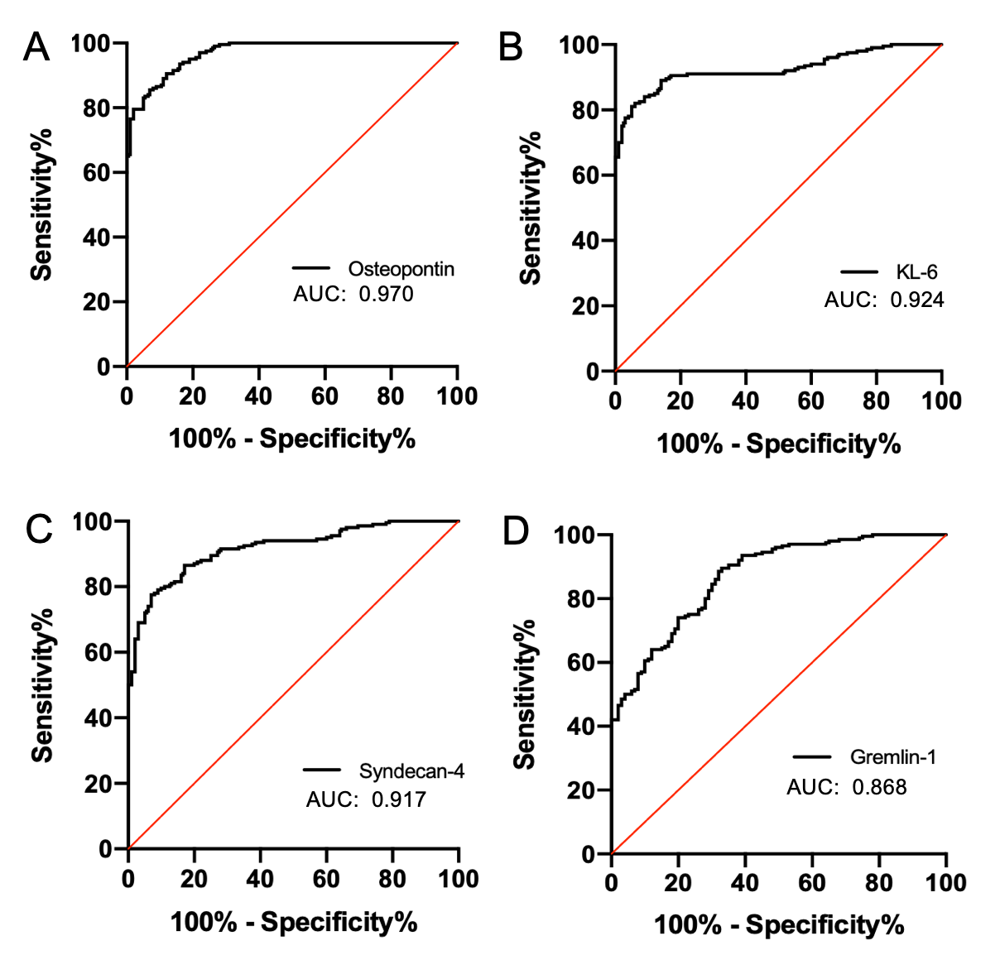 A
100
80
60
40
20
0
Sensitivity%
Osteopontin
AUC: 0.970
0 20 40 60 80 100
100% - Specificity%
B
100
80
60
40
20
0
Sensitivity%
KL-6
AUC: 0.924
0 20 40 60 80 100
100% - Specificity%
C
100
80
60
40
20
0
Sensitivity%
Syndecan-4
AUC: 0.917
0 20 40 60 80 100
100% - Specificity%
D
100
80
60
40
20
0
Sensitivity%
Gremlin-1
AUC: 0.868
0 20 40 60 80 100
100% - Specificity%